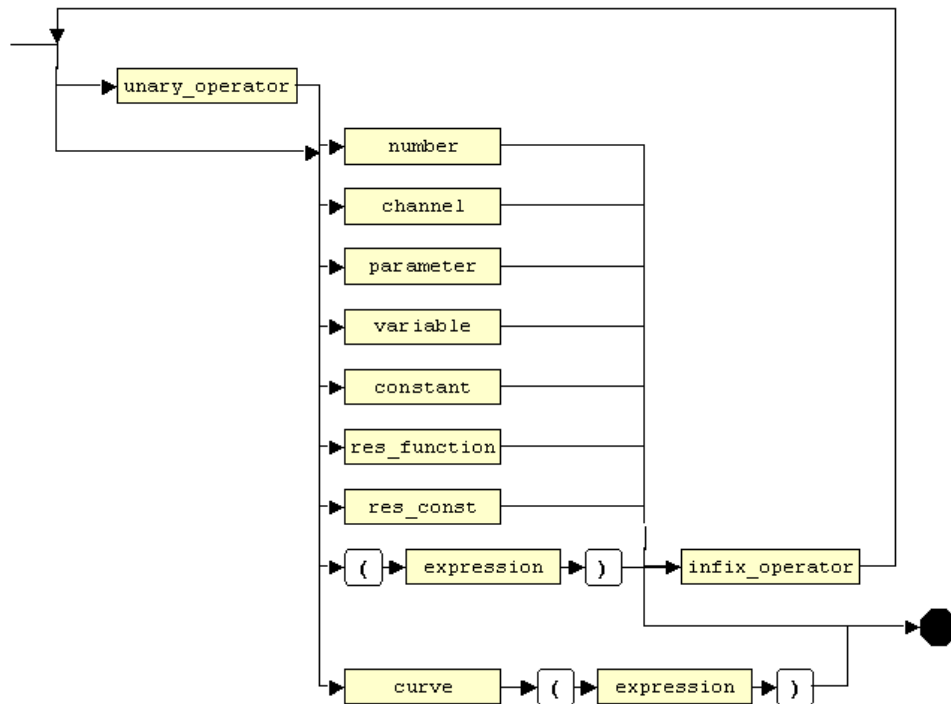 unary_operator
number
channel
parameter
variable
constant
res_function
res_const
( expression ) infix_operator
curve ( expression )